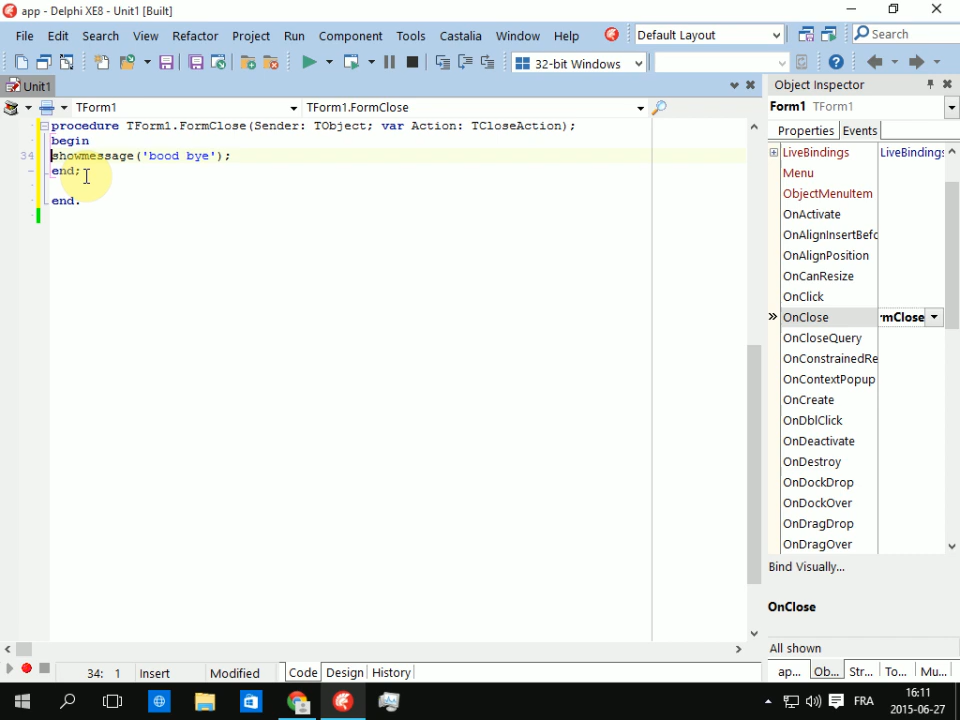 app - Delphi XE8 - Unit1 [Built]
File Edit Search View Refactor Project Run Component Tools Castalia Window Help Default Layout Search
32-bit Windows
Unit1 Object Inspector
TForm1 TForm1.FormClose Form1 TForm1
procedure TForm1.FormClose(Sender: TObject; var Action: TCloseAction);
begin
34 showmessage('bood bye');
end;
end.
Properties Events
LiveBindings LiveBindings
Menu
ObjectMenuItem
OnActivate
OnAlignInsertBefo
OnAlignPosition
OnCanResize
OnClick
OnClose rmClose
OnCloseQuery
OnConstrainedRe
OnContextPopup
OnCreate
OnDblClick
OnDeactivate
OnDestroy
OnDockDrop
OnDockOver
OnDragDrop
OnDragOver
Bind Visually...
OnClose
All shown
34: 1 Insert Modified Code Design History ap... Ob... Str... To... Mu...
FRA 16:11
2015-06-27